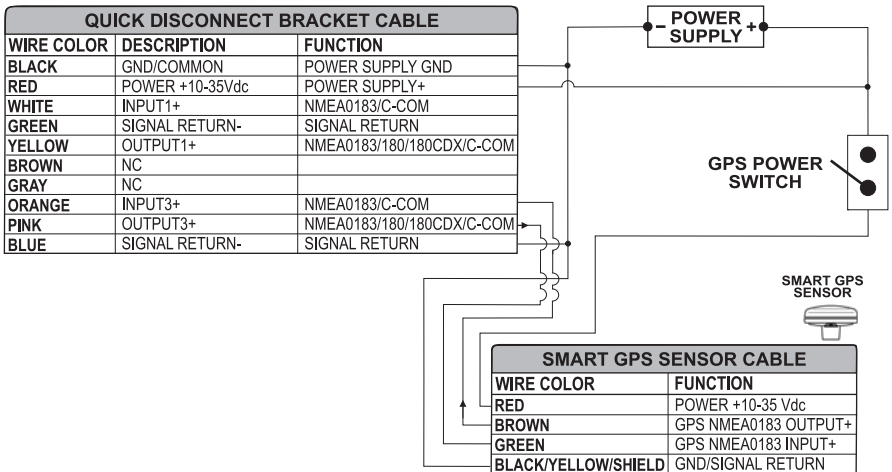 QUICK DISCONNECT BRACKET CABLE
WIRE COLOR DESCRIPTION FUNCTION
BLACK GND/COMMON POWER SUPPLY GND
RED POWER +10-35Vdc POWER SUPPLY+
WHITE INPUT1+ NMEA0183/C-COM
GREEN SIGNAL RETURN- SIGNAL RETURN
YELLOW OUTPUT1+ NMEA0183/180/180CDX/C-COM
BROWN NC
GRAY NC
ORANGE INPUT3+ NMEA0183/C-COM
PINK OUTPUT3+ NMEA0183/180/180CDX/C-COM
BLUE SIGNAL RETURN- SIGNAL RETURN
- POWER +
SUPPLY
GPS POWER
SWITCH
SMART GPS
SENSOR
SMART GPS SENSOR CABLE
WIRE COLOR FUNCTION
RED POWER +10-35 Vdc
BROWN GPS NMEA0183 OUTPUT+
GREEN GPS NMEA0183 INPUT+
BLACK/YELLOW/SHIELD GND/SIGNAL RETURN